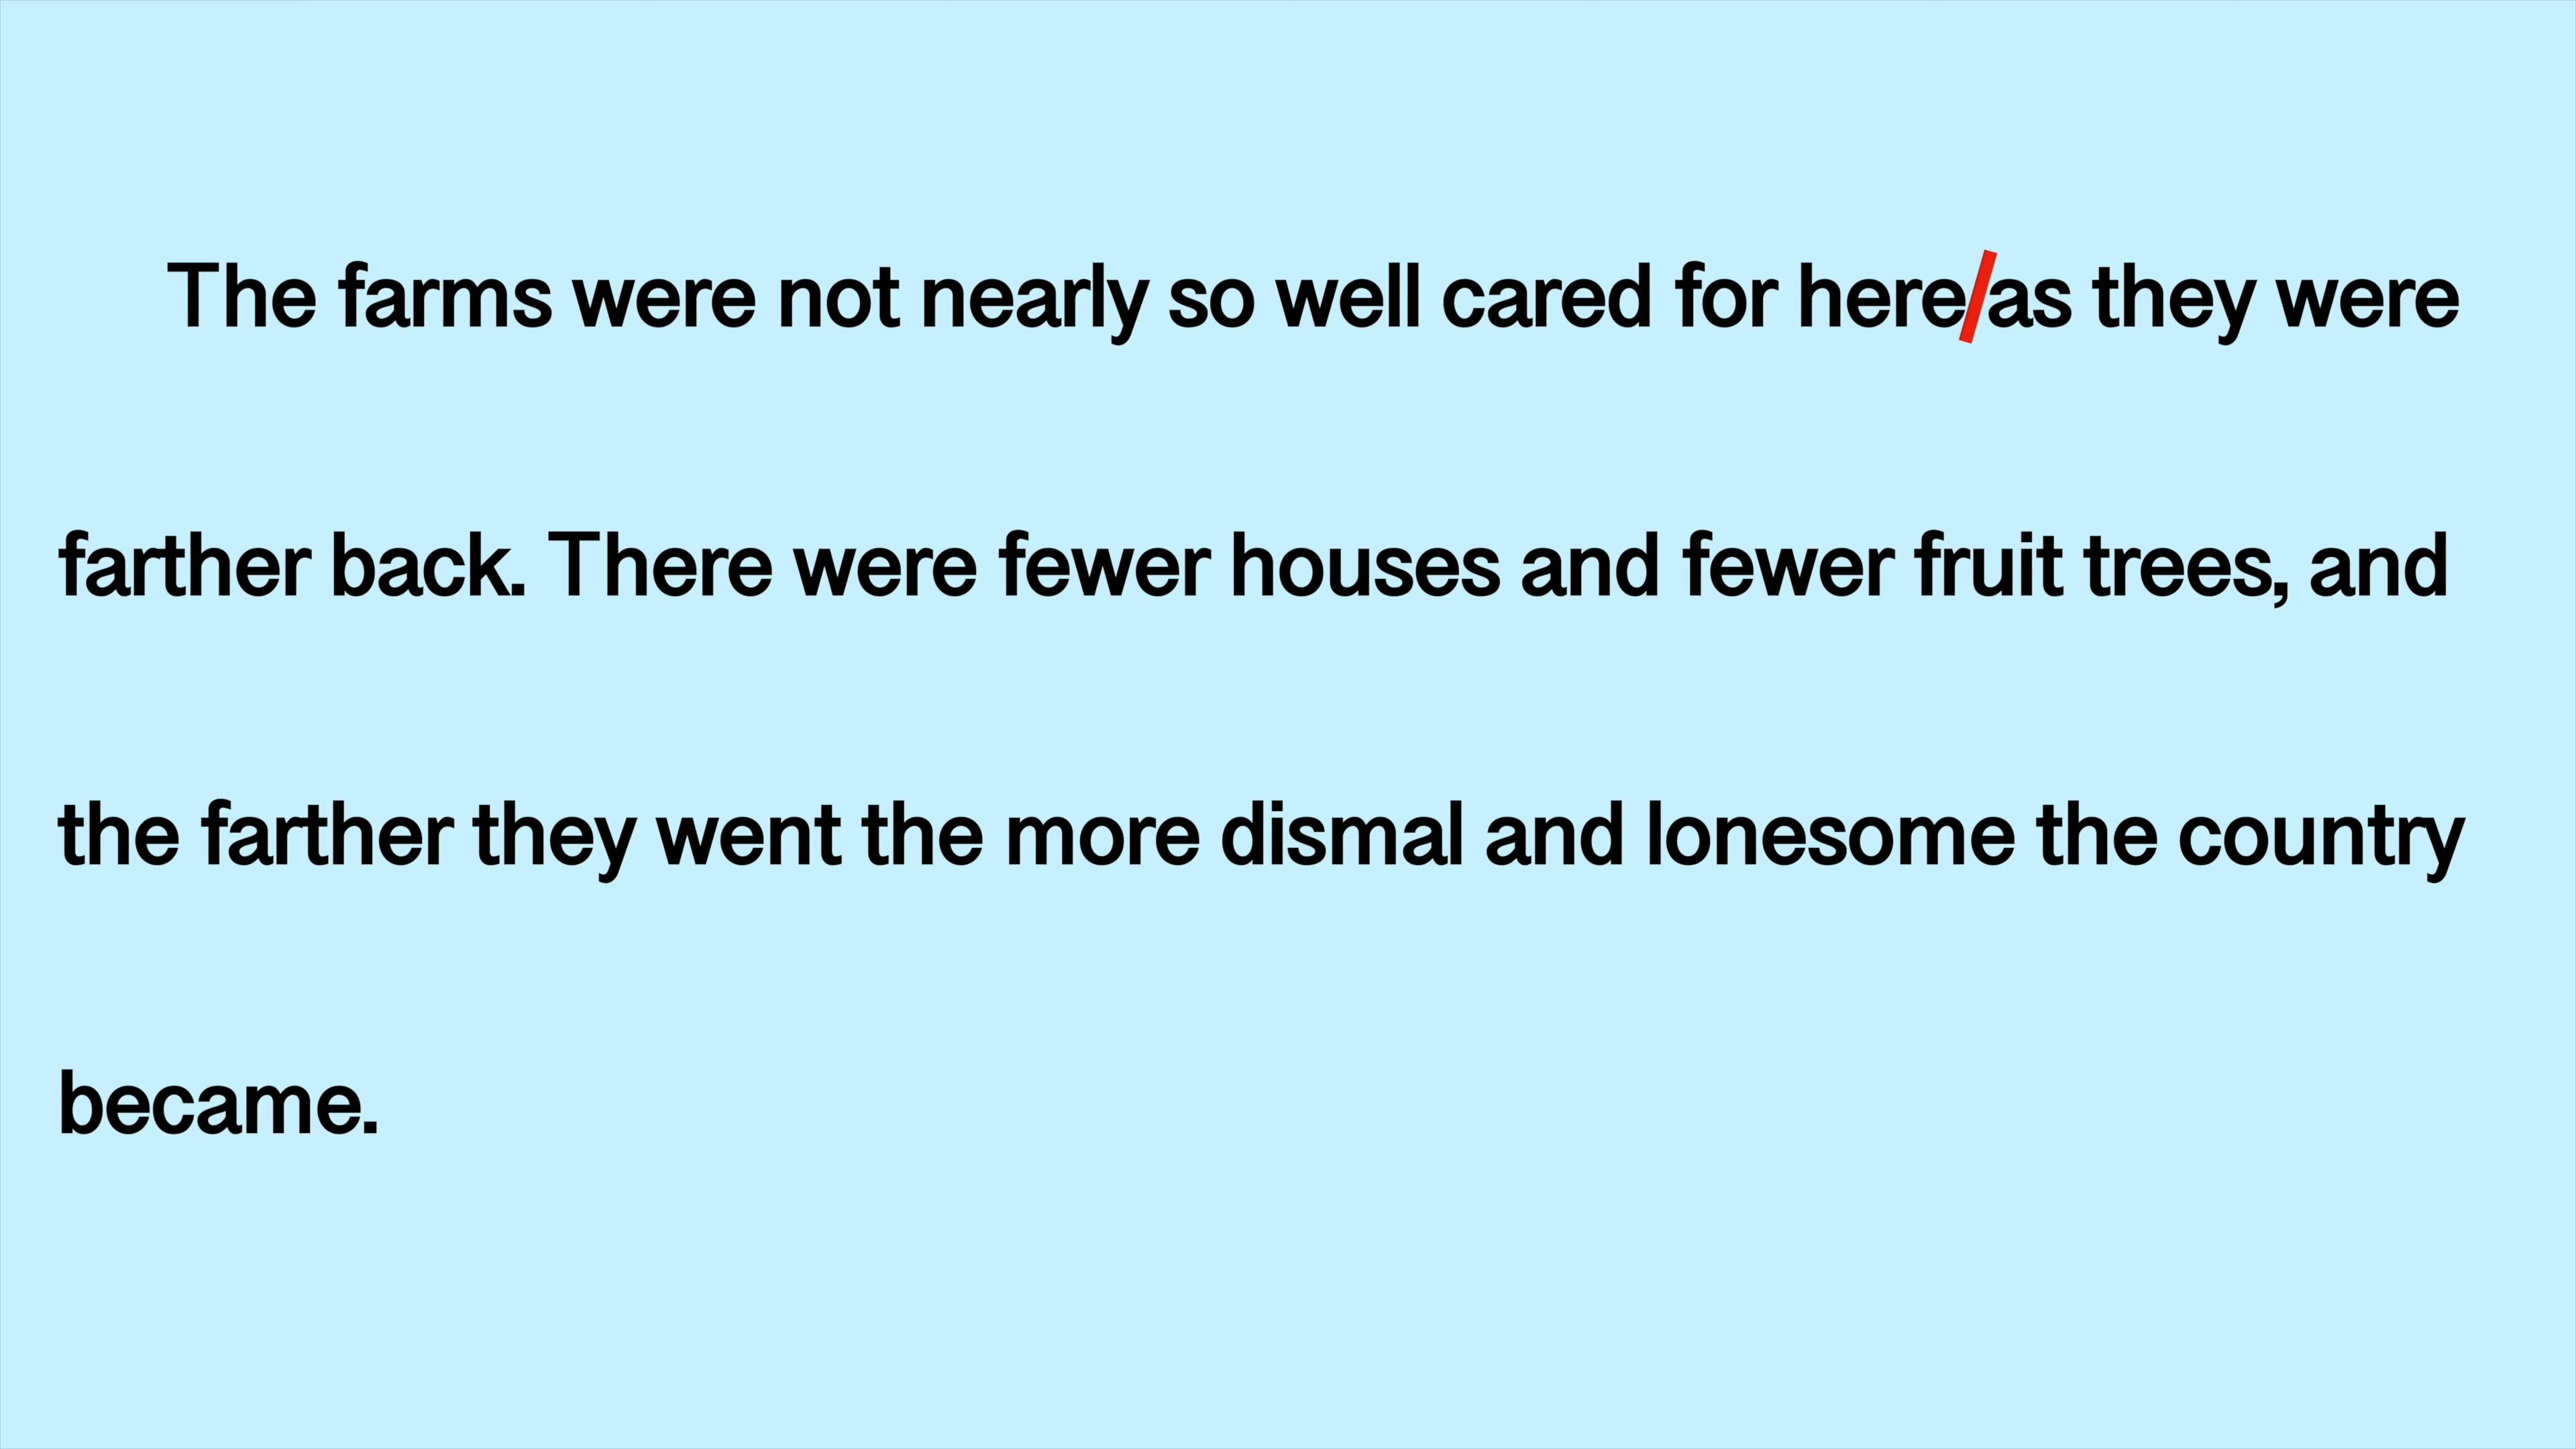 The farms were not nearly so well cared for here/as they were
farther back. There were fewer houses and fewer fruit trees, and
the farther they went the more dismal and lonesome the country
became.